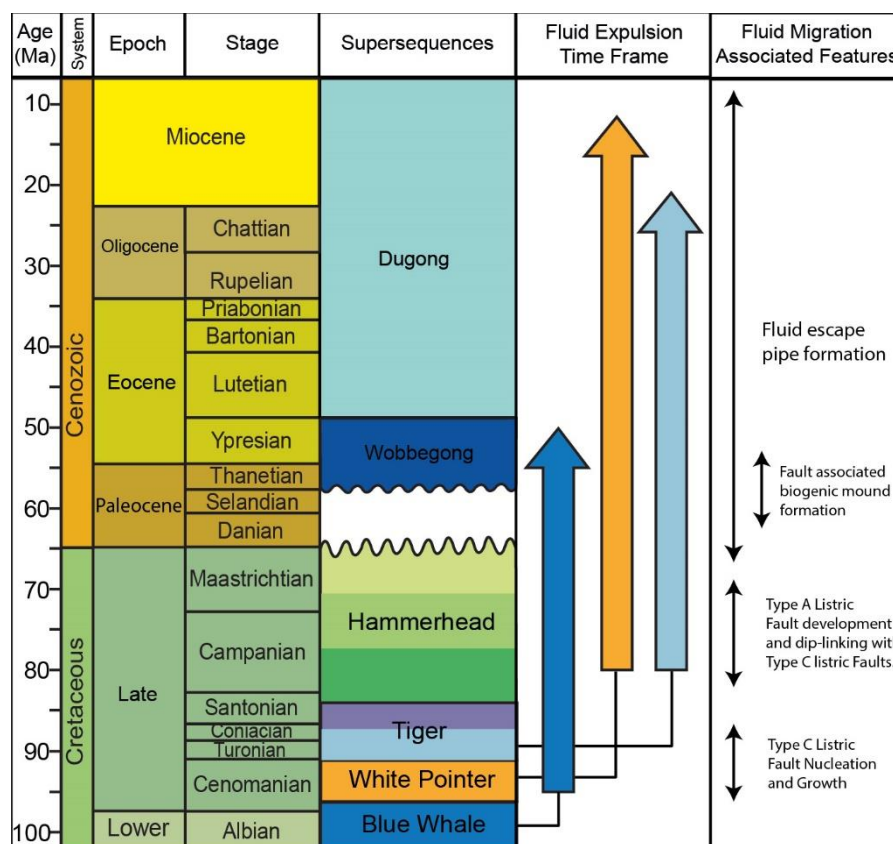 Age
(Ma)
System
Epoch
Stage
Supersequences
Fluid Expulsion
Time Frame
Fluid Migration
Associated Features
10
20
30
40
50
60
70
80
90
100
Cenozoic
Cretaceous
Miocene
Oligocene
Eocene
Paleocene
Late
Lower
Chattian
Rupelian
Priabonian
Bartonian
Lutetian
Ypresian
Thanetian
Selandian
Danian
Maastrichtian
Campanian
Santonian
Coniacian
Turonian
Cenomanian
Albian
Dugong
Wobbegong
Hammerhead
Tiger
White Pointer
Blue Whale
Fluid escape
pipe formation
Fault associated
biogenic mound
formation
Type A Listric
Fault development
and dip-linking with
Type C listric Faults.
Type C Listric
Fault Nucleation
and Growth